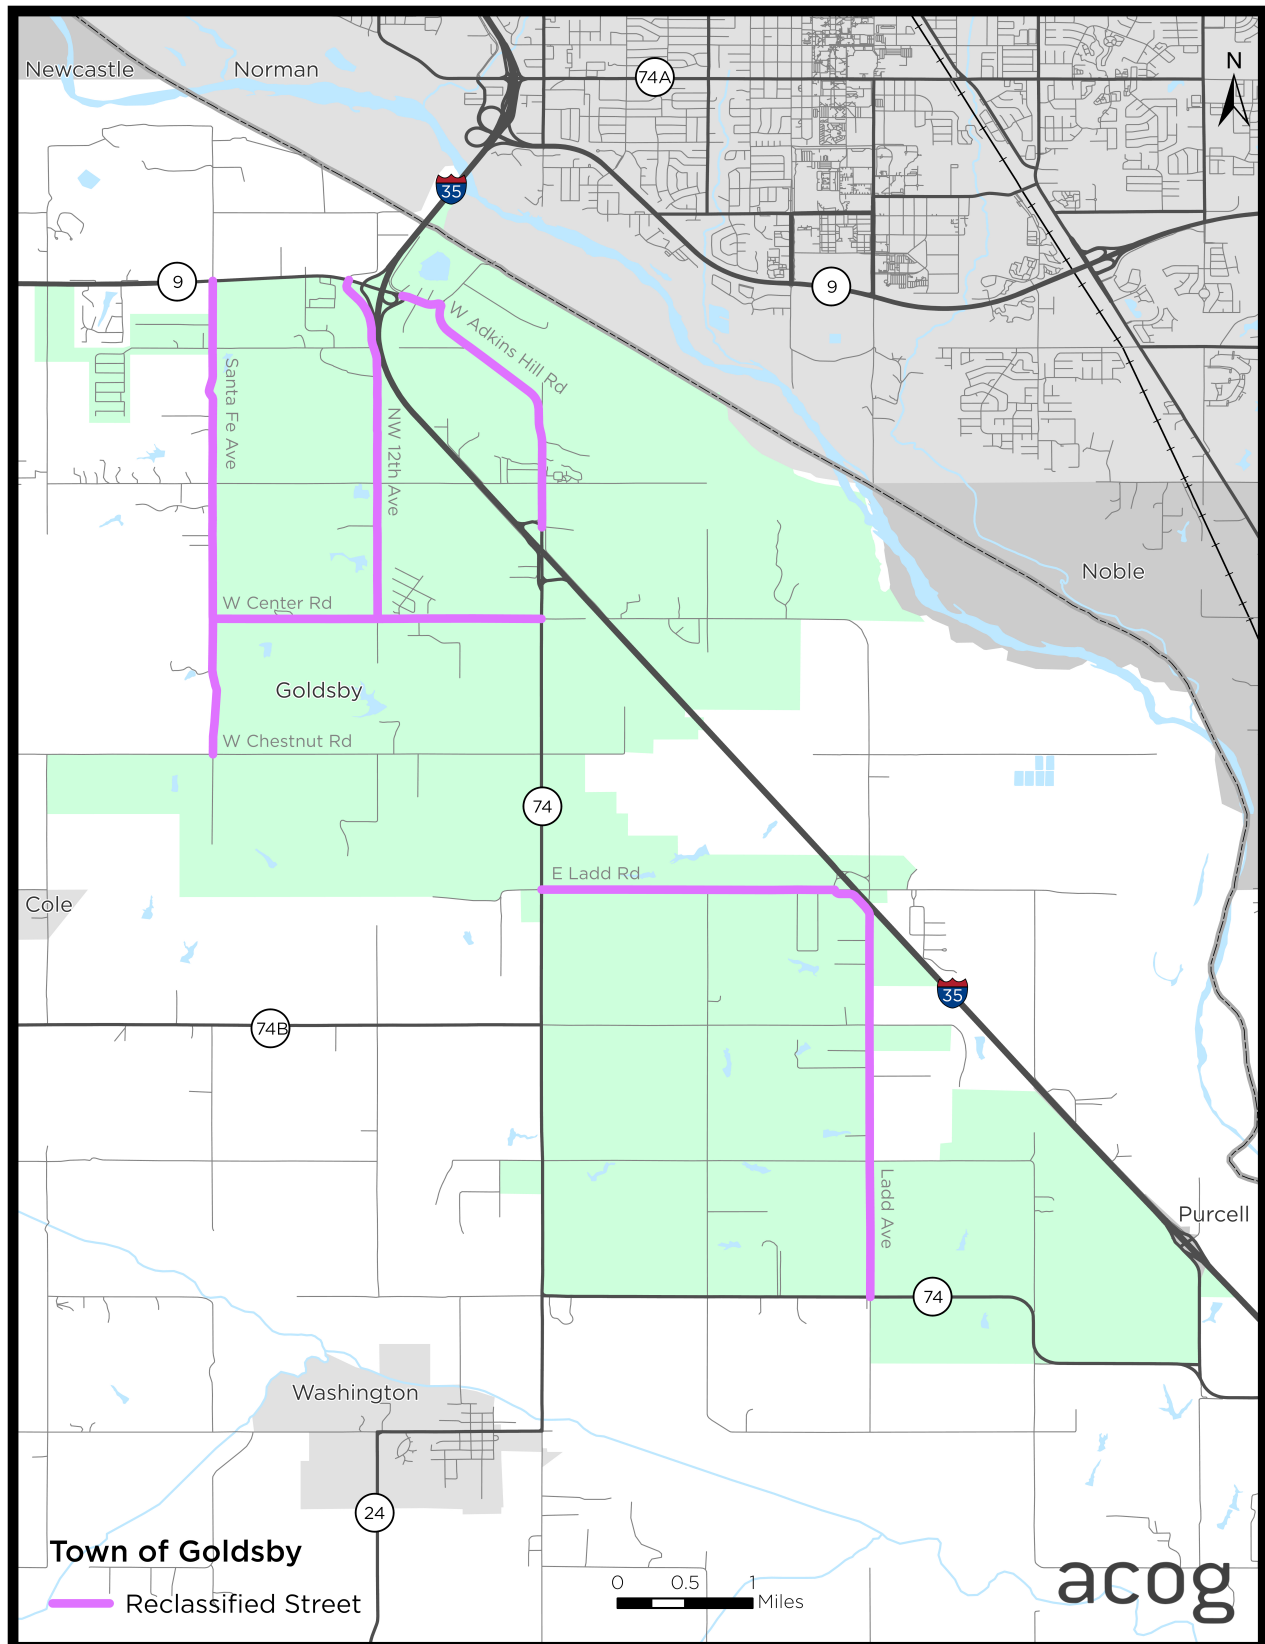 Newcastle
Norman
74A
N
35
9
9
W Adkins Hill Rd
Santa Fe Ave
NW 12th Ave
Noble
W Center Rd
Goldsby
W Chestnut Rd
74
E Ladd Rd
Cole
35
74B
Ladd Ave
Purcell
74
Washington
24
Town of Goldsby
Reclassified Street
0 0.5 1
Miles
acog